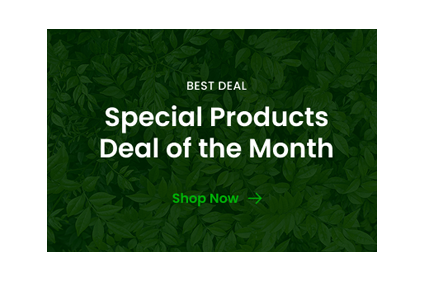 BEST DEAL
Special Products
Deal of the Month
Shop Now →